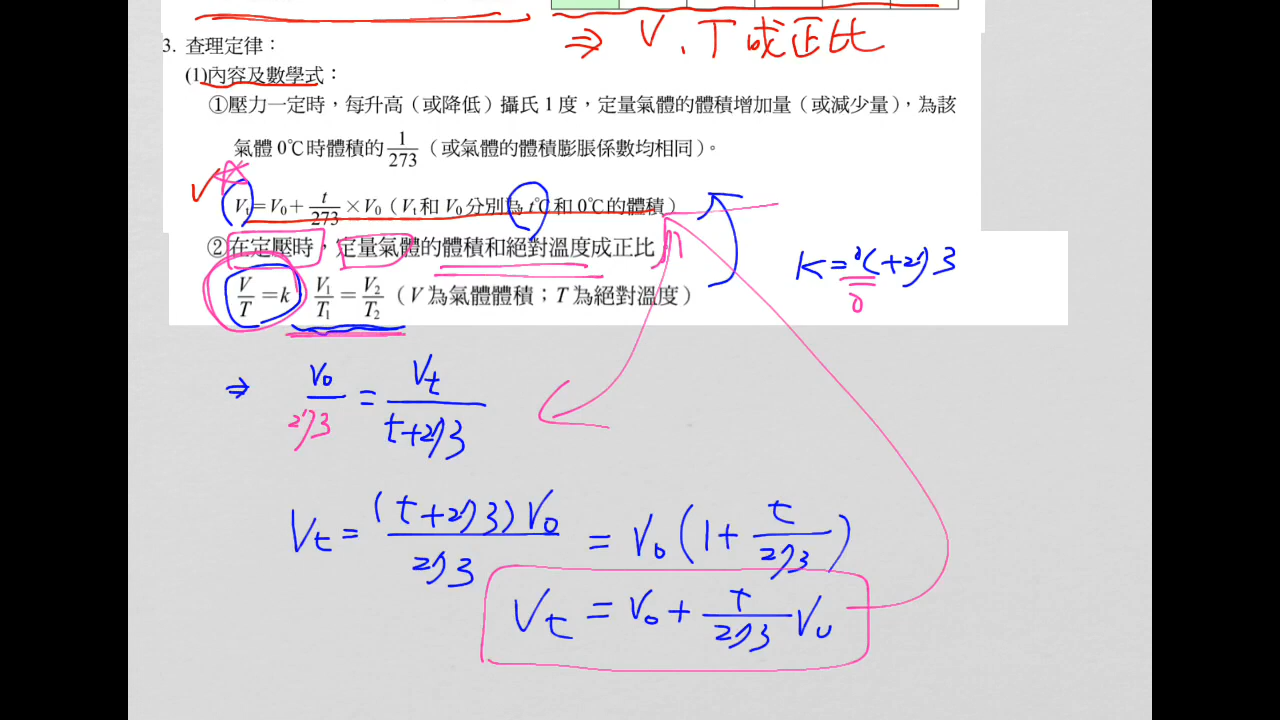 ⇒ V、T 成正比
3. 查理定律：
(1)內容及數學式：
①壓力一定時，每升高（或降低）攝氏 1 度，定量氣體的體積增加量（或減少量），為該
氣體 0℃時體積的 1/273（或氣體的體積膨脹係數均相同）。
Vt=V0+ t/273 ×V0（Vt和 V0分別為 t℃和 0℃的體積）
②在定壓時，定量氣體的體積和絕對溫度成正比
K=℃+273
0
V/T =k V1/T1 = V2/T2（V 為氣體體積；T 為絕對溫度）
⇒ V0/273 = Vt/t+273
Vt = (t+273)V0/273 = V0(1+ t/273)
Vt = V0 + t/273 V0